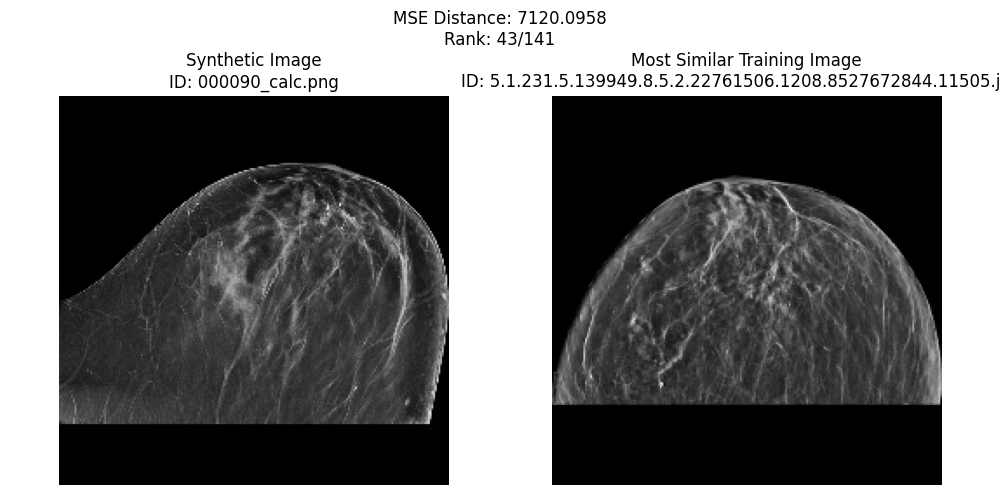 MSE Distance: 7120.0958
Rank: 43/141
Synthetic Image
ID: 000090_calc.png
Most Similar Training Image
ID: 5.1.231.5.139949.8.5.2.22761506.1208.8527672844.11505.j